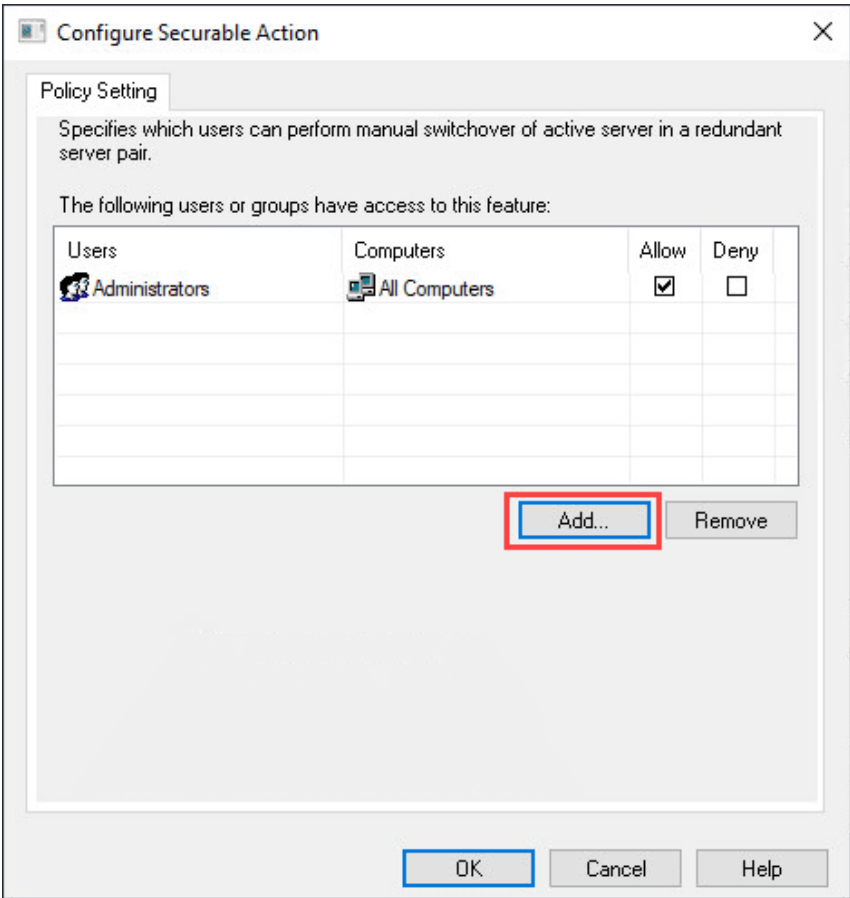 Configure Securable Action
Policy Setting
Specifies which users can perform manual switchover of active server in a redundant
server pair.
The following users or groups have access to this feature:
Users Computers Allow Deny
Administrators All Computers
Add... Remove
OK Cancel Help